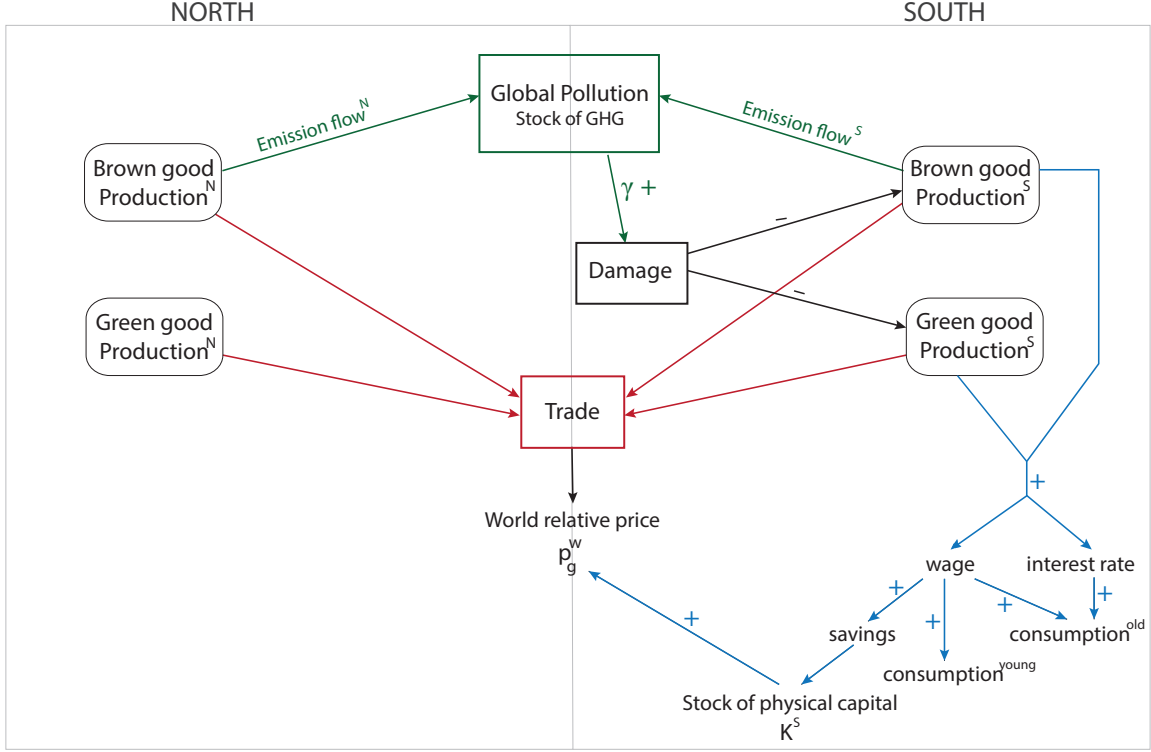 NORTH
SOUTH
Global Pollution
Stock of GHG
Emission flow^N
Emission flow^S
Brown good
Production^N
Brown good
Production^S
γ +
−
Damage
−
Green good
Production^N
Green good
Production^S
Trade
+
World relative price
p_g^w
wage
interest rate
+
+
+
+
+
savings
consumption^old
consumption^young
Stock of physical capital
K^S